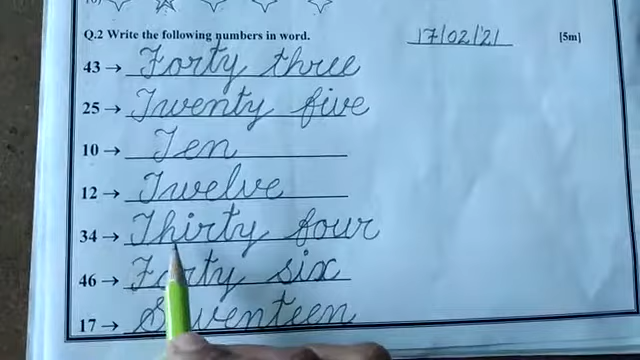 Q.2 Write the following numbers in word. 17/02/21 [5m]
43 → Forty three
25 → Twenty five
10 → Ten
12 → Twelve
34 → Thirty four
46 → Forty six
17 → Seventeen